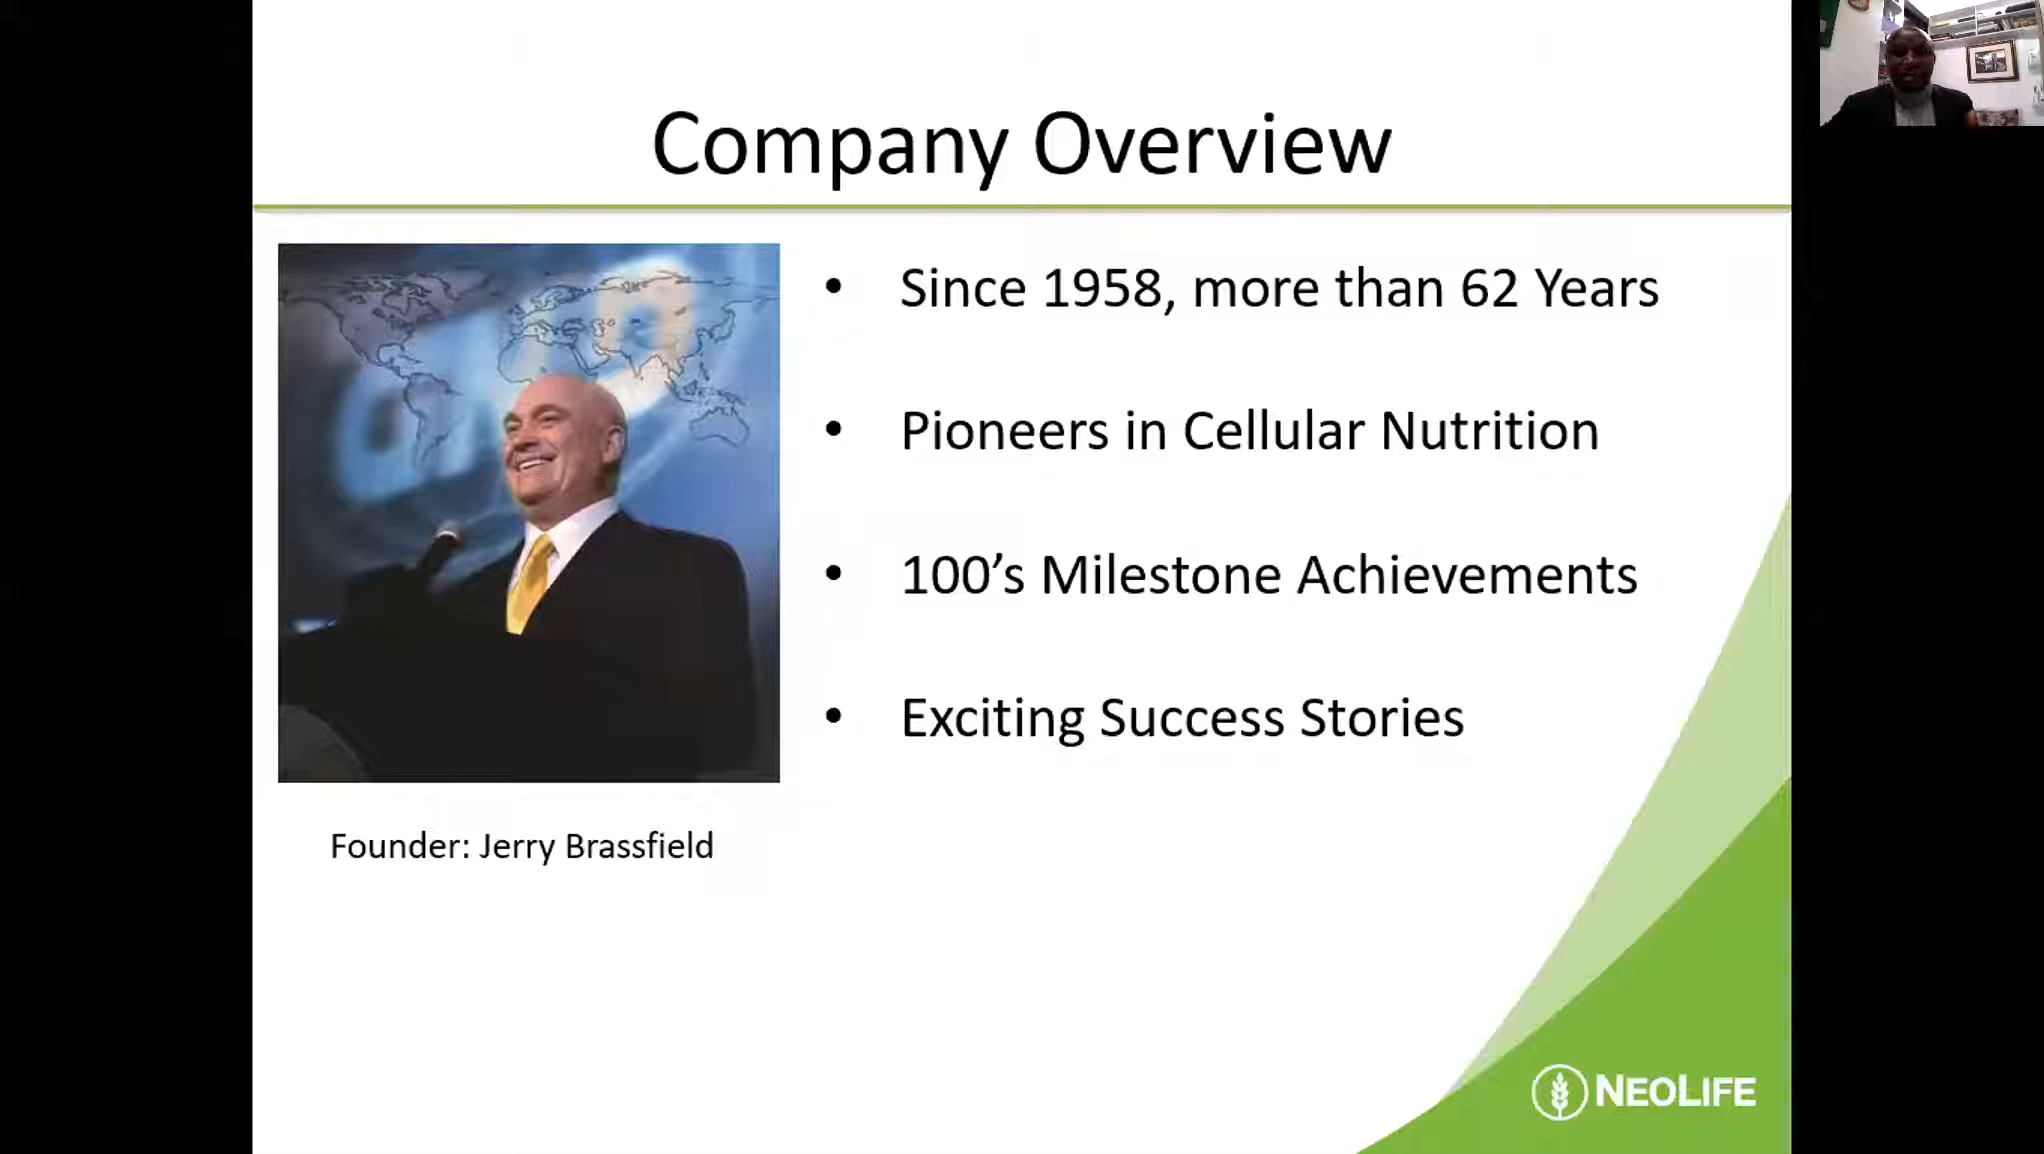 Company Overview
• Since 1958, more than 62 Years
• Pioneers in Cellular Nutrition
• 100’s Milestone Achievements
• Exciting Success Stories
Founder: Jerry Brassfield
NEOLIFE